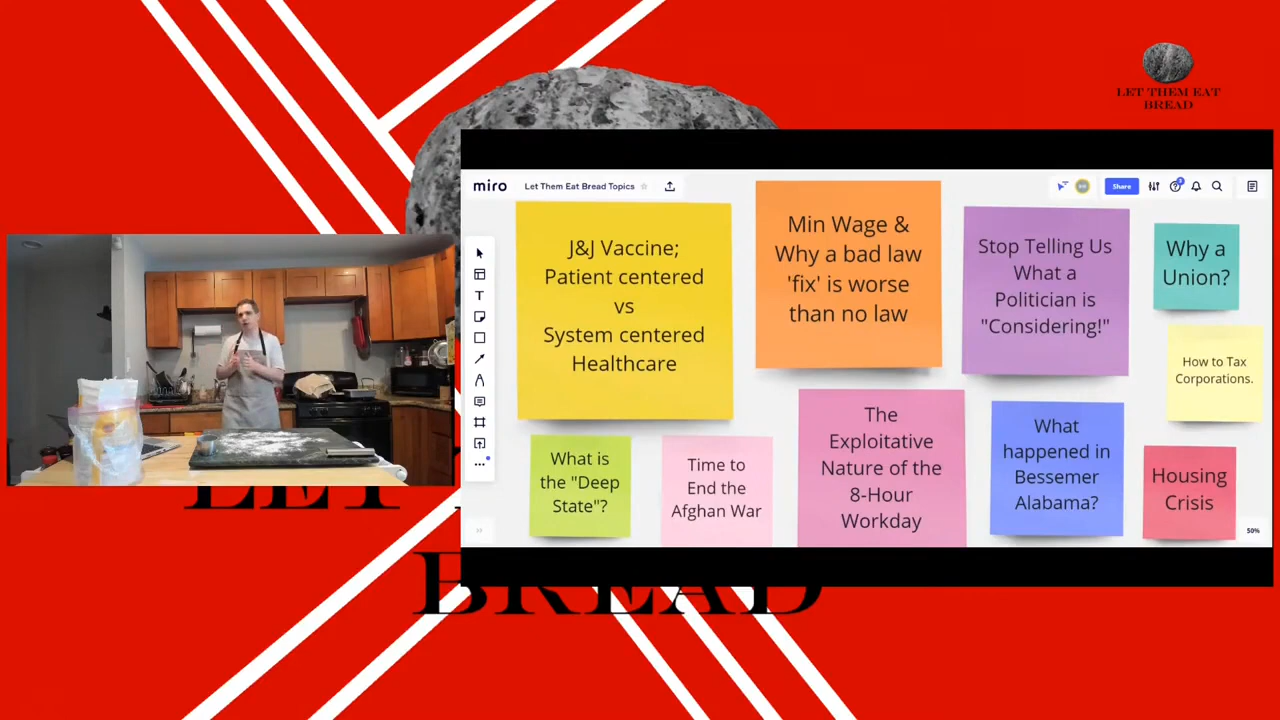 LET THEM EAT
BREAD
miro
Let Them Eat Bread Topics
Share
J&J Vaccine;
Patient centered
vs
System centered
Healthcare
Min Wage &
Why a bad law
'fix' is worse
than no law
Stop Telling Us
What a
Politician is
"Considering!"
Why a
Union?
How to Tax
Corporations.
What is
the "Deep
State"?
Time to
End the
Afghan War
The
Exploitative
Nature of the
8-Hour
Workday
What
happened in
Bessemer
Alabama?
Housing
Crisis
50%
LET
BREAD